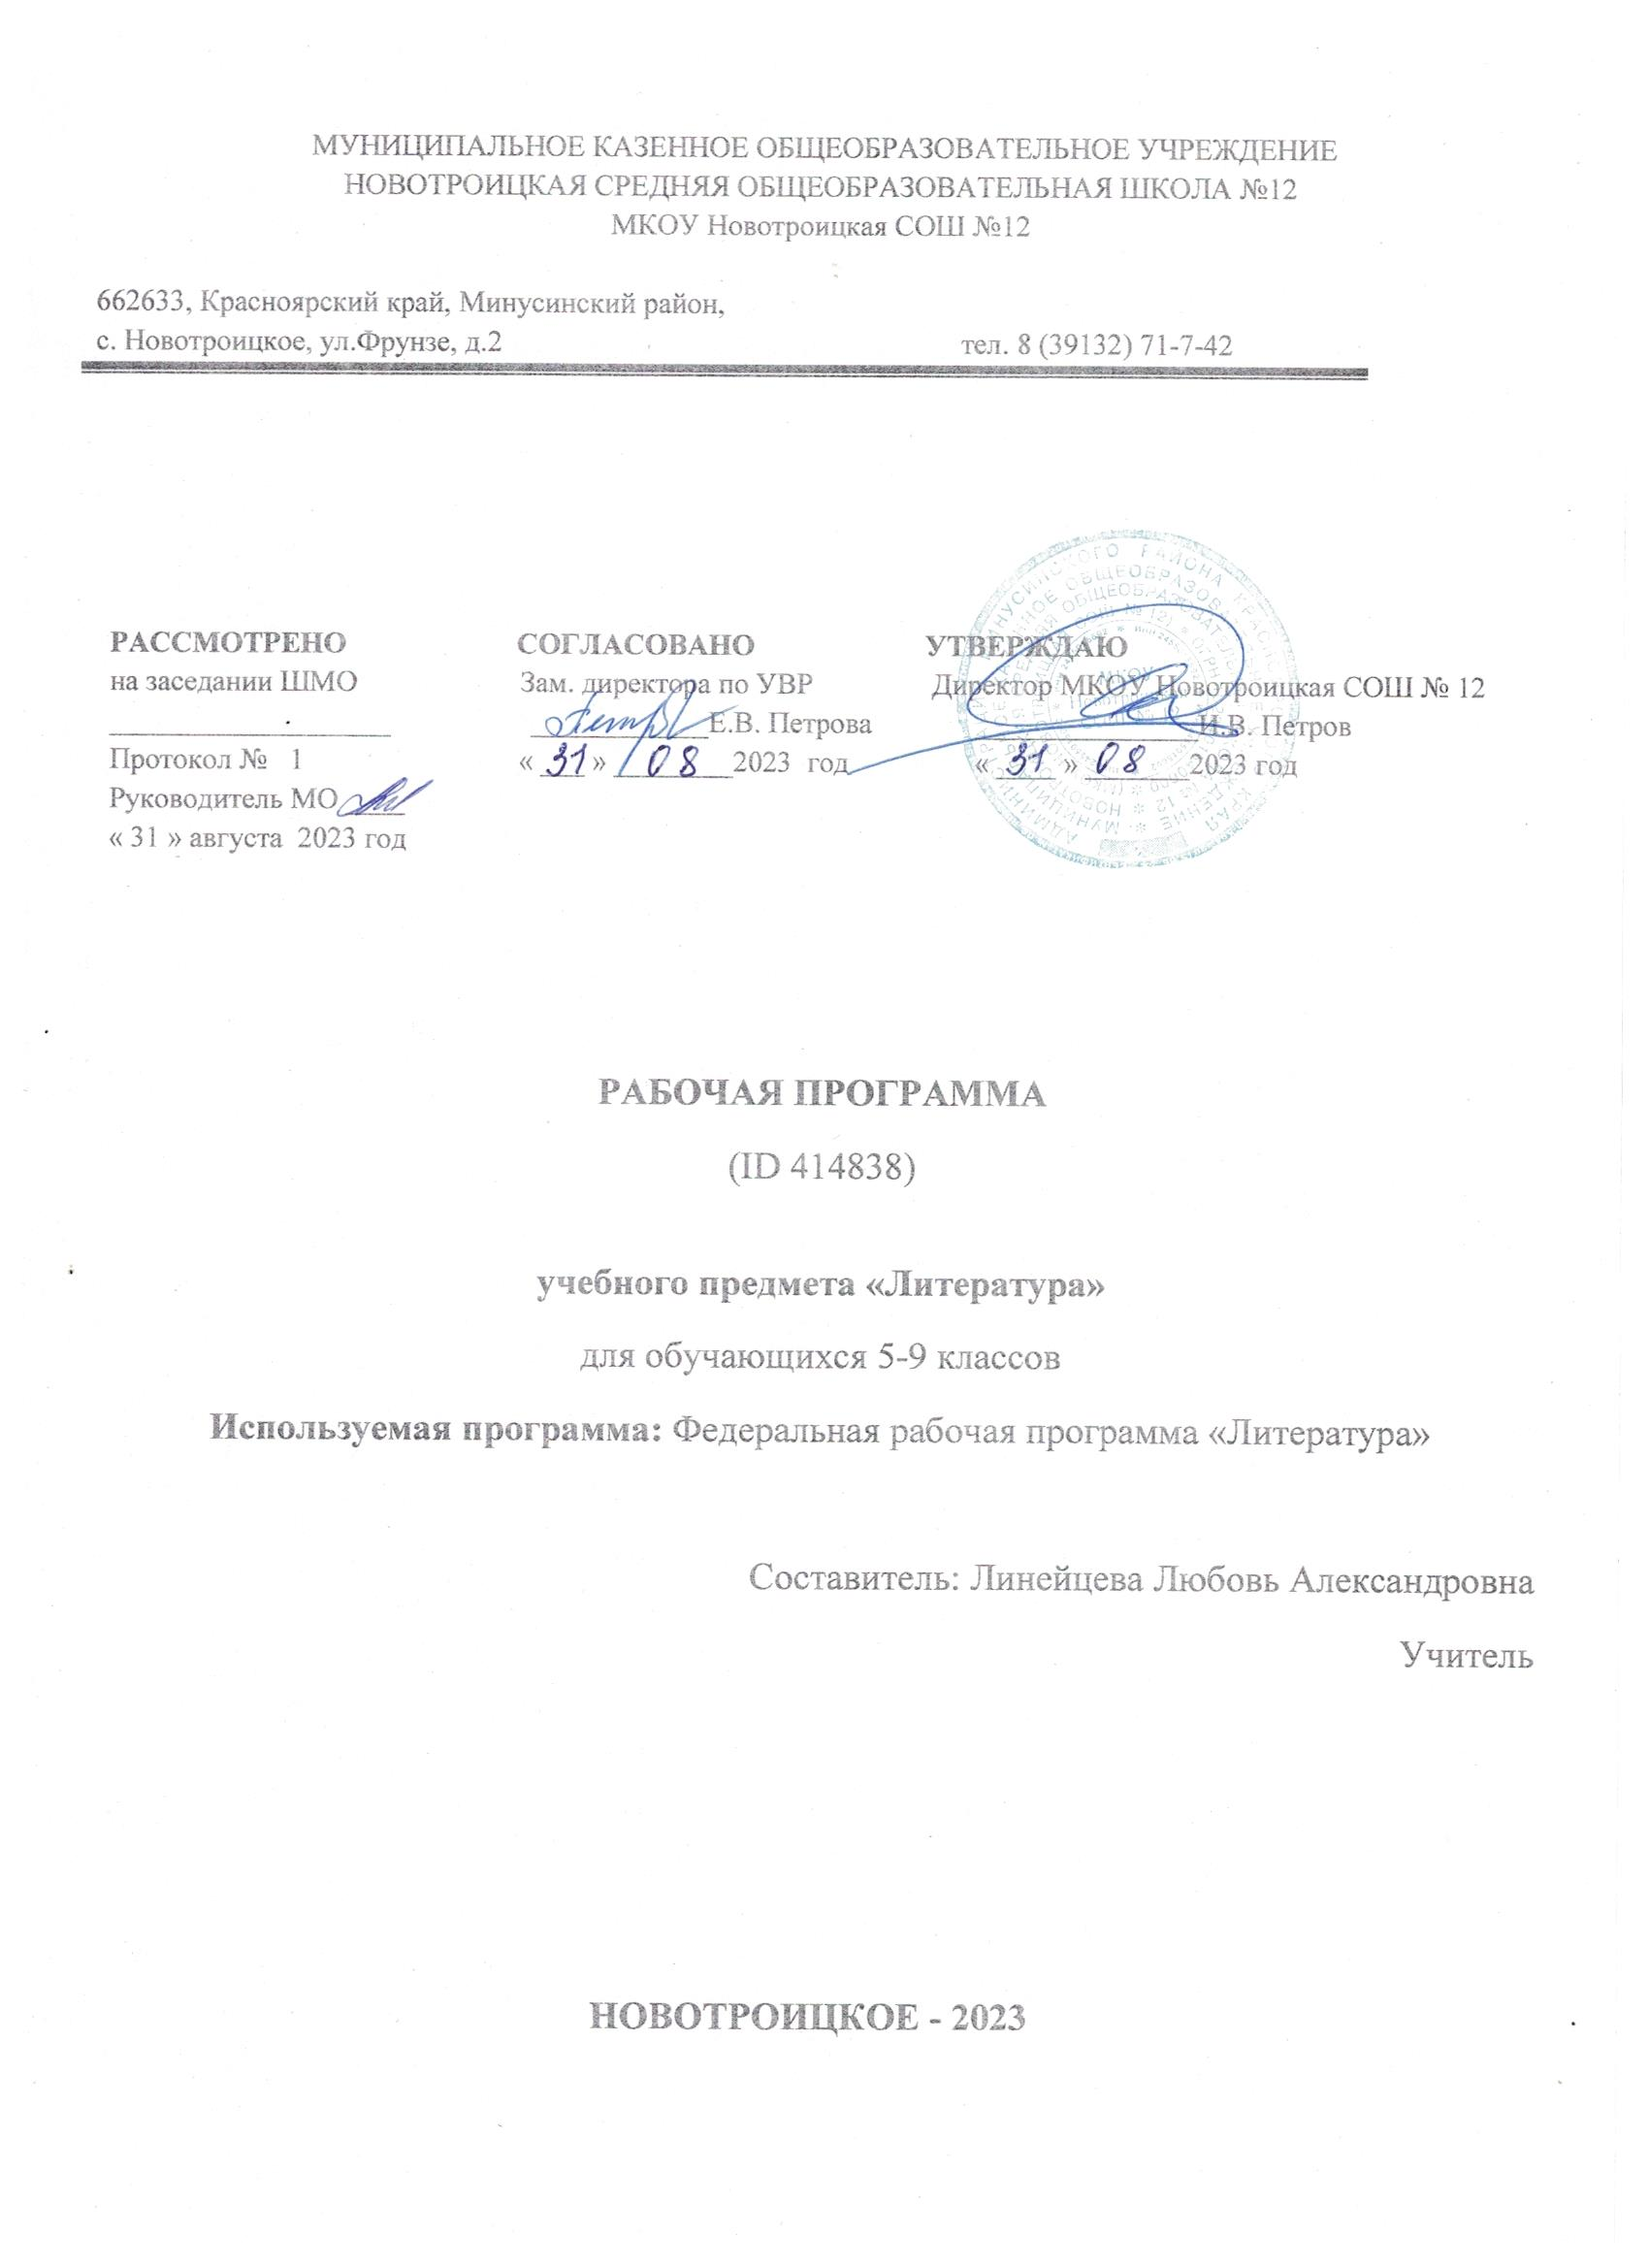 МУНИЦИПАЛЬНОЕ КАЗЕННОЕ ОБЩЕОБРАЗОВАТЕЛЬНОЕ УЧРЕЖДЕНИЕ
НОВОТРОИЦКАЯ СРЕДНЯЯ ОБЩЕОБРАЗОВАТЕЛЬНАЯ ШКОЛА №12
МКОУ Новотроицкая СОШ №12
662633, Красноярский край, Минусинский район,
с. Новотроицкое, ул.Фрунзе, д.2 тел. 8 (39132) 71-7-42
РАССМОТРЕНО СОГЛАСОВАНО УТВЕРЖДАЮ
на заседании ШМО Зам. директора по УВР Директор МКОУ Новотроицкая СОШ № 12
Е.В. Петрова И.В. Петров
Протокол № 1 « 31 » 08 2023 год « 31 » 08 2023 год
Руководитель МО
« 31 » августа 2023 год
РАБОЧАЯ ПРОГРАММА
(ID 414838)
учебного предмета «Литература»
для обучающихся 5-9 классов
Используемая программа: Федеральная рабочая программа «Литература»
Составитель: Линейцева Любовь Александровна
Учитель
НОВОТРОИЦКОЕ - 2023